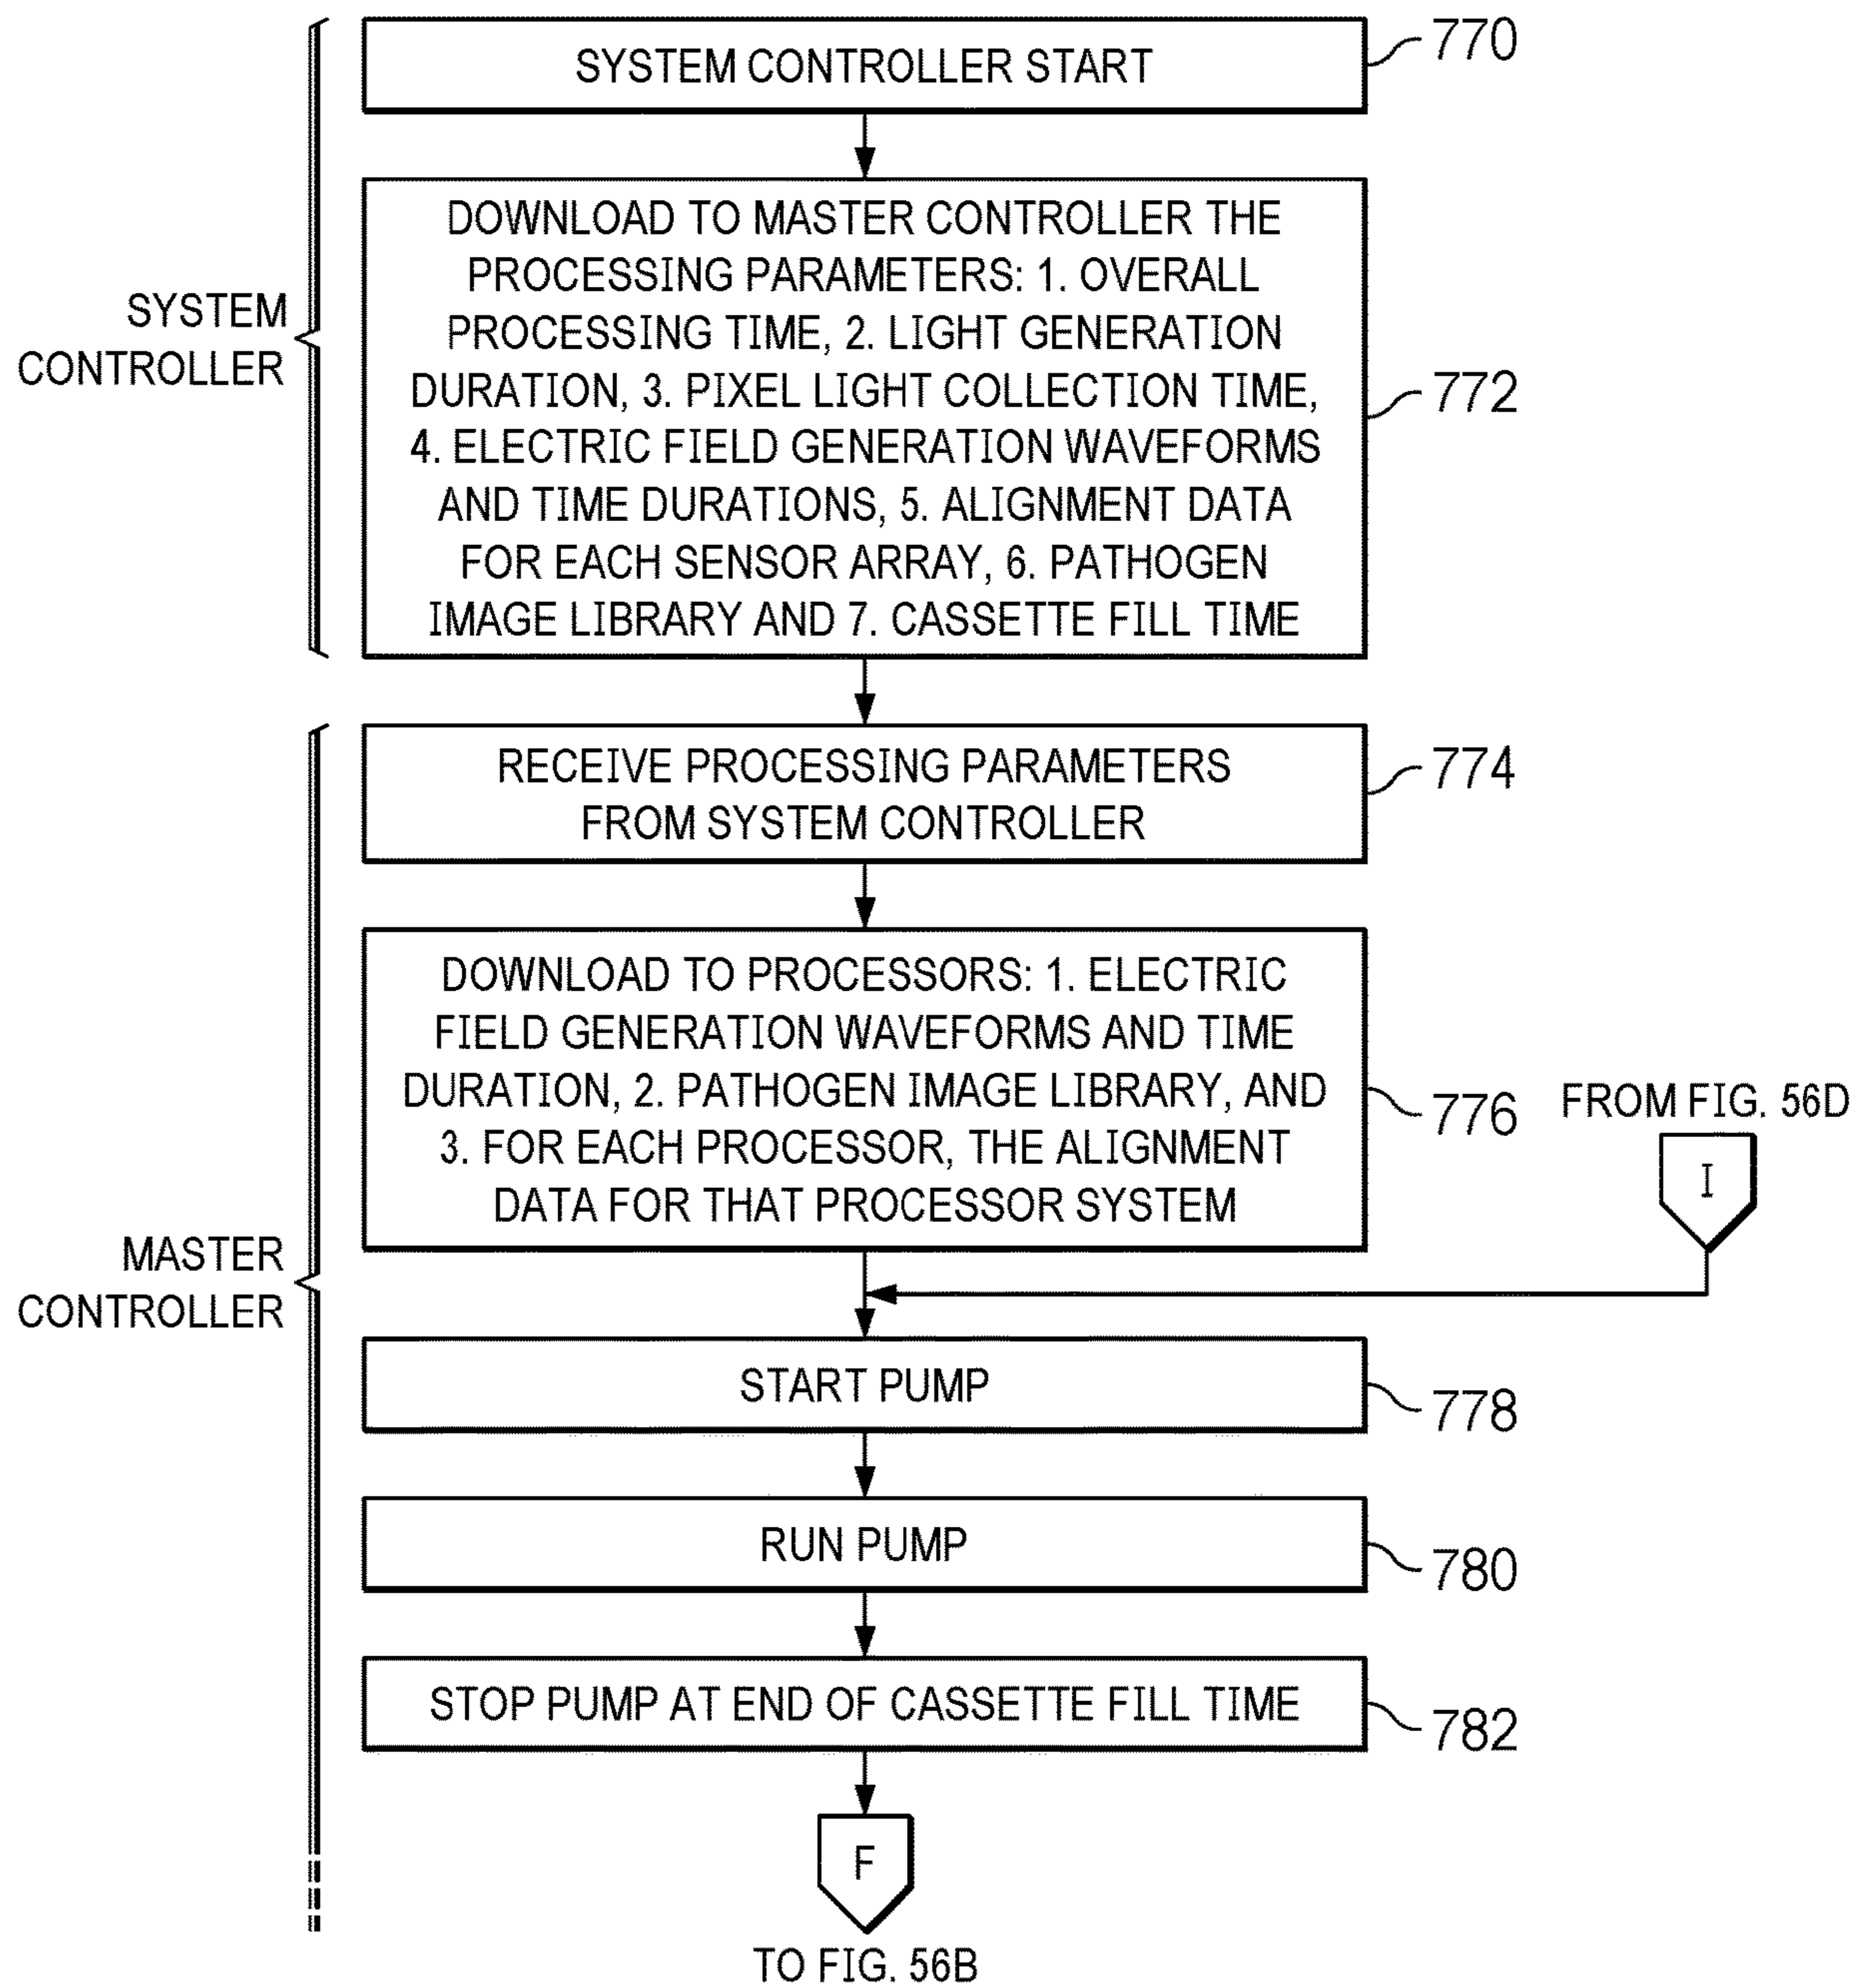 SYSTEM CONTROLLER START
770
SYSTEM
CONTROLLER
DOWNLOAD TO MASTER CONTROLLER THE
PROCESSING PARAMETERS: 1. OVERALL
PROCESSING TIME, 2. LIGHT GENERATION
DURATION, 3. PIXEL LIGHT COLLECTION TIME,
4. ELECTRIC FIELD GENERATION WAVEFORMS
AND TIME DURATIONS, 5. ALIGNMENT DATA
FOR EACH SENSOR ARRAY, 6. PATHOGEN
IMAGE LIBRARY AND 7. CASSETTE FILL TIME
772
RECEIVE PROCESSING PARAMETERS
FROM SYSTEM CONTROLLER
774
MASTER
CONTROLLER
DOWNLOAD TO PROCESSORS: 1. ELECTRIC
FIELD GENERATION WAVEFORMS AND TIME
DURATION, 2. PATHOGEN IMAGE LIBRARY, AND
3. FOR EACH PROCESSOR, THE ALIGNMENT
DATA FOR THAT PROCESSOR SYSTEM
776
FROM FIG. 56D
I
START PUMP
778
RUN PUMP
780
STOP PUMP AT END OF CASSETTE FILL TIME
782
F
TO FIG. 56B